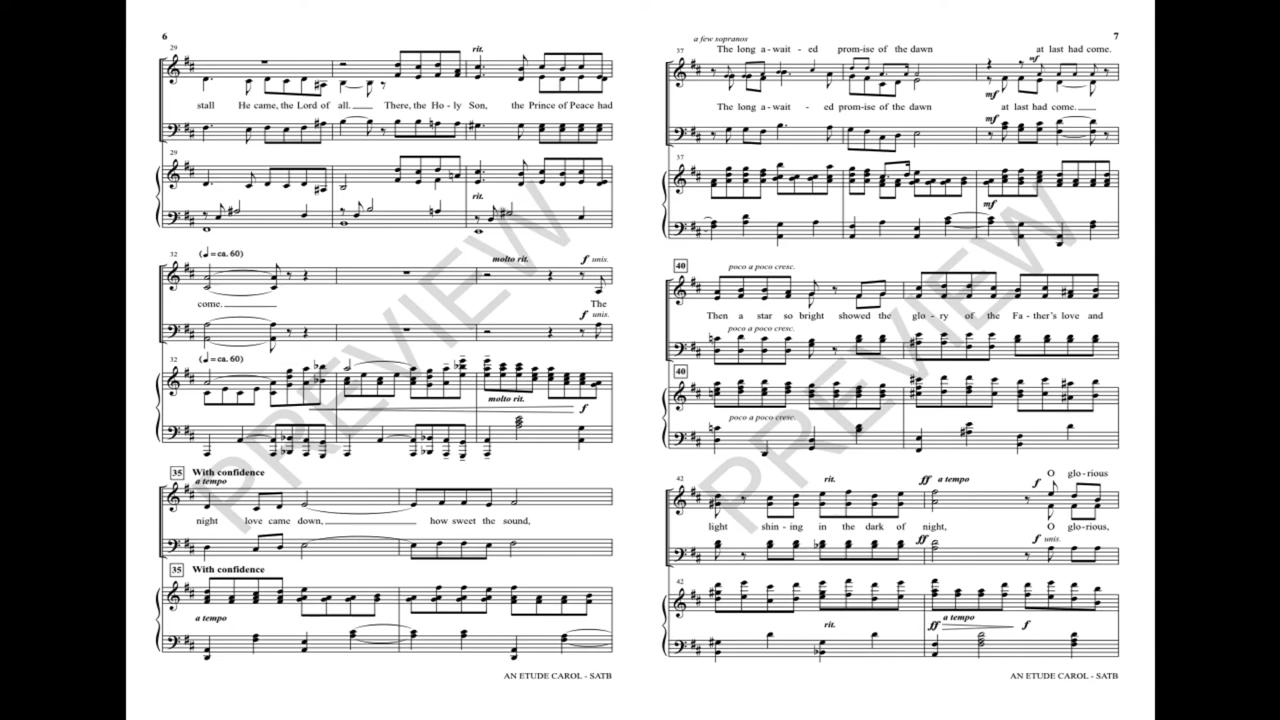 6
29
rit.
stall He came, the Lord of all. There, the Ho - ly Son, the Prince of Peace had
29
rit.
32
(♩ = ca. 60)
molto rit.
f unis.
come. The
f unis.
32
(♩ = ca. 60)
molto rit.
f
35 With confidence
a tempo
night love came down, how sweet the sound,
35 With confidence
a tempo
AN ETUDE CAROL - SATB
7
a few sopranos
37
The long a - wait - ed prom-ise of the dawn at last had come.
mf
The long a - wait - ed prom-ise of the dawn at last had come.
mf
37
mf
40
poco a poco cresc.
Then a star so bright showed the glo - ry of the Fa - ther's love and
poco a poco cresc.
40
poco a poco cresc.
O glo - rious
42
rit.
ff a tempo
f
light shin - ing in the dark of night, O glo - rious,
ff
f unis.
42
rit.
a tempo
ff
f
AN ETUDE CAROL - SATB
PREVIEW
PREVIEW